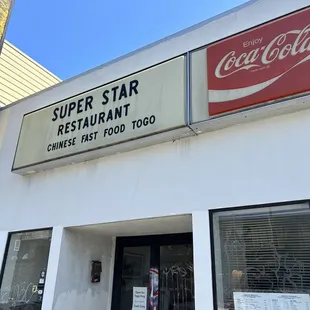 SUPER STAR
RESTAURANT
CHINESE FAST FOOD TOGO
Enjoy
Coca-Cola